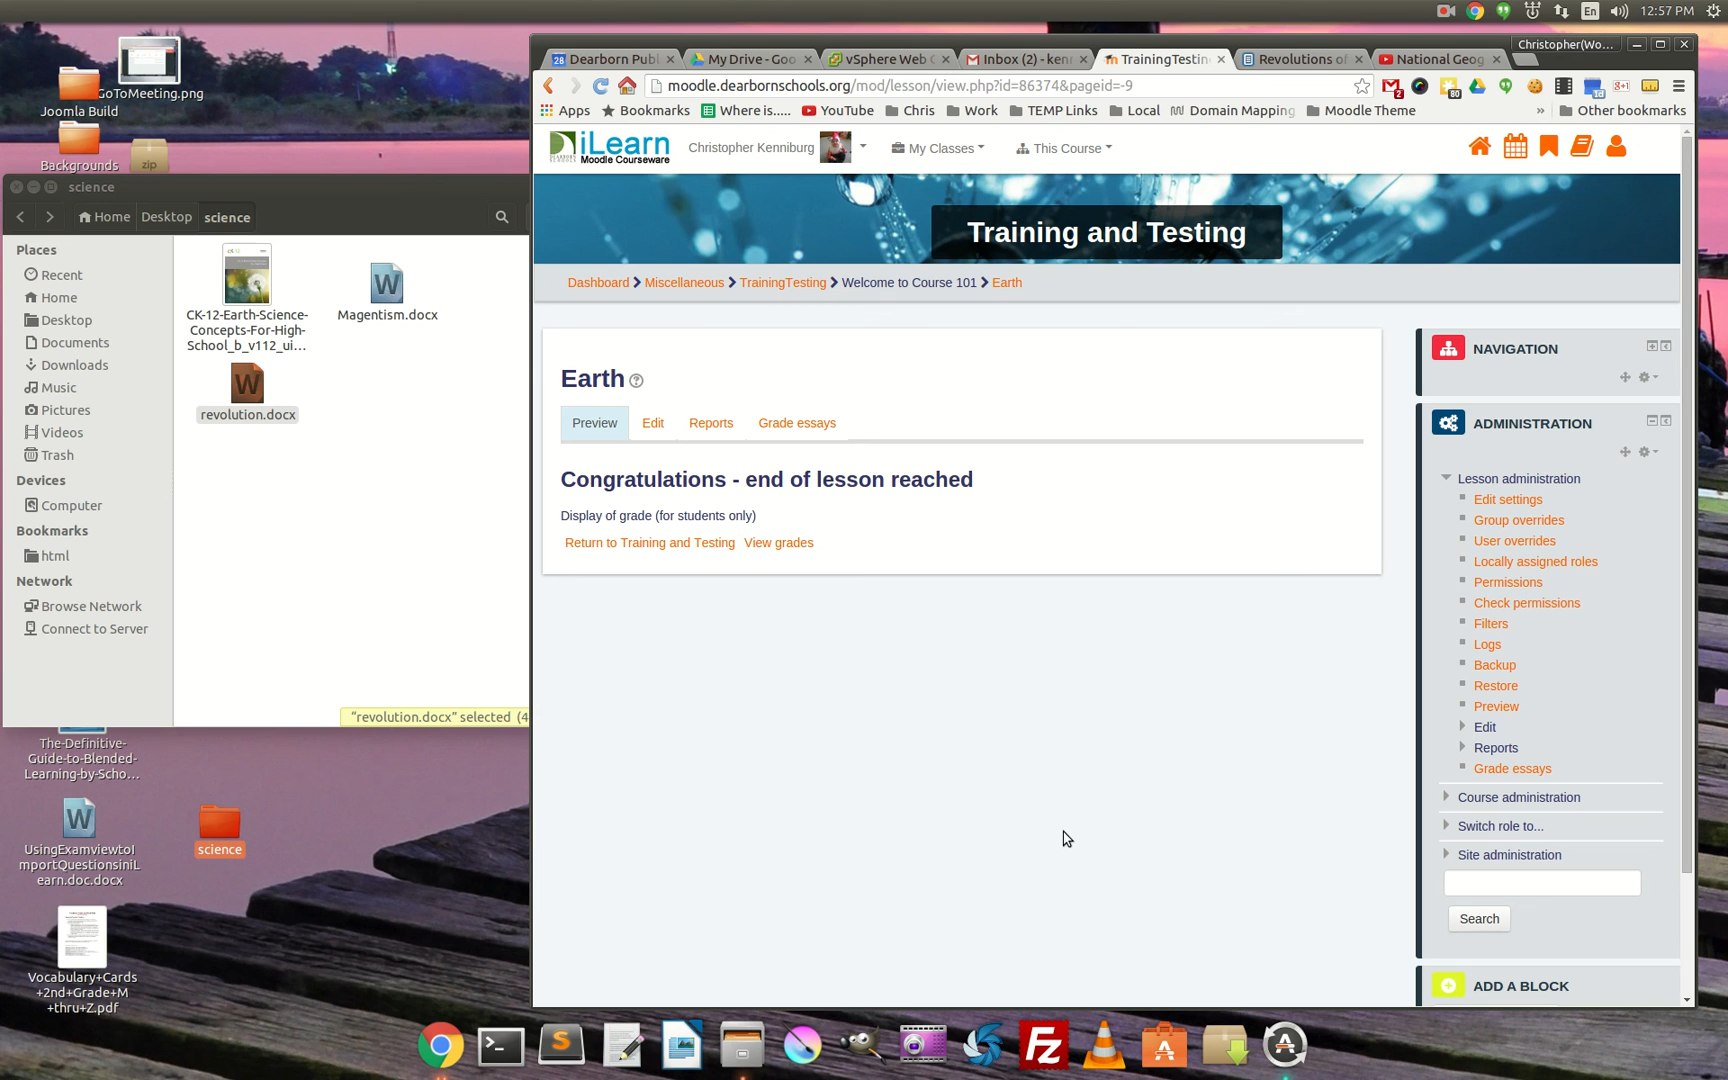 En
12:57 PM
GoToMeeting.png
Joomla Build
Backgrounds
zip
science
Home
Desktop
science
Places
Recent
Home
Desktop
Documents
Downloads
Music
Pictures
Videos
Trash
Devices
Computer
Bookmarks
html
Network
Browse Network
Connect to Server
CK-12-Earth-Science-
Concepts-For-High-
School_b_v112_ui...
Magentism.docx
revolution.docx
"revolution.docx" selected (4
The-Definitive-
Guide-to-Blended-
Learning-by-Scho...
UsingExamviewtoI
mportQuestionsiniL
earn.doc.docx
science
Vocabulary+Cards
+2nd+Grade+M
+thru+Z.pdf
Christopher(Wo...
28 Dearborn Publ
My Drive - Goo
vSphere Web C
Inbox (2) - ken
TrainingTestin
Revolutions of
National Geog
moodle.dearbornschools.org/mod/lesson/view.php?id=86374&pageid=-9
Apps
Bookmarks
Where is.....
YouTube
Chris
Work
TEMP Links
Local
Domain Mapping
Moodle Theme
»
Other bookmarks
iLearn
Moodle Courseware
Christopher Kenniburg
My Classes
This Course
Training and Testing
Dashboard
Miscellaneous
TrainingTesting
Welcome to Course 101
Earth
Earth
Preview
Edit
Reports
Grade essays
Congratulations - end of lesson reached
Display of grade (for students only)
Return to Training and Testing
View grades
NAVIGATION
ADMINISTRATION
Lesson administration
Edit settings
Group overrides
User overrides
Locally assigned roles
Permissions
Check permissions
Filters
Logs
Backup
Restore
Preview
Edit
Reports
Grade essays
Course administration
Switch role to...
Site administration
Search
ADD A BLOCK